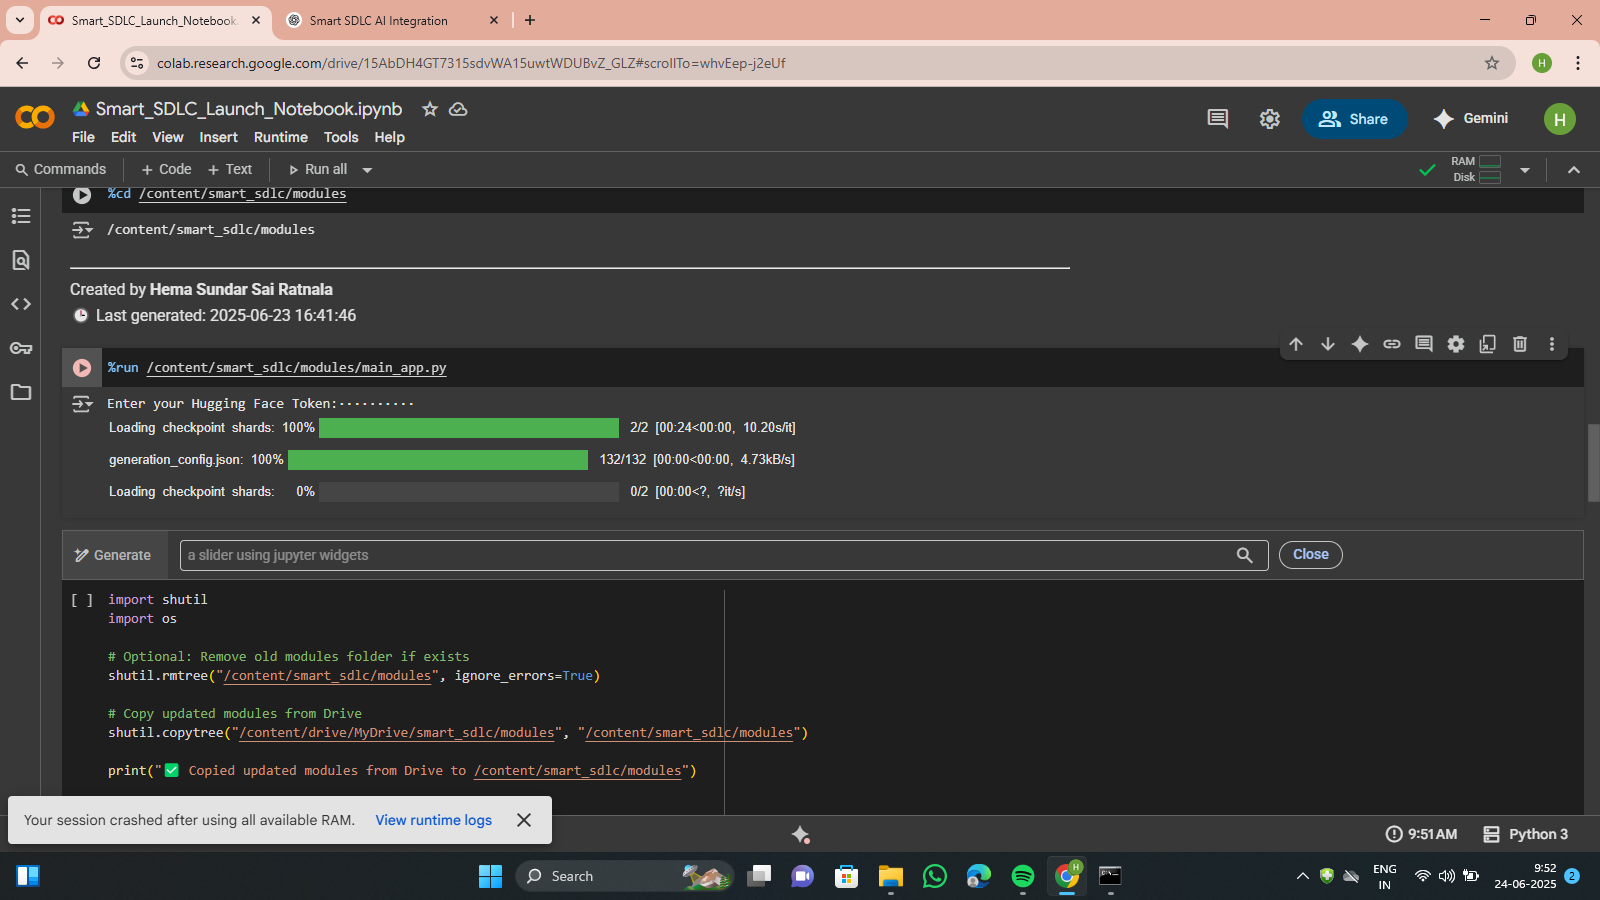 Smart_SDLC_Launch_Notebook.
Smart SDLC AI Integration
colab.research.google.com/drive/15AbDH4GT7315sdvWA15uwtWDUBvZ_GLZ#scrollTo=whvEep-j2eUf
H
Smart_SDLC_Launch_Notebook.ipynb
File Edit View Insert Runtime Tools Help
Share
Gemini
H
Commands
+ Code + Text
Run all
RAM
Disk
%cd /content/smart_sdlc/modules
/content/smart_sdlc/modules
Created by Hema Sundar Sai Ratnala
Last generated: 2025-06-23 16:41:46
%run /content/smart_sdlc/modules/main_app.py
Enter your Hugging Face Token:··········
Loading checkpoint shards: 100% 2/2 [00:24<00:00, 10.20s/it]
generation_config.json: 100% 132/132 [00:00<00:00, 4.73kB/s]
Loading checkpoint shards: 0% 0/2 [00:00<?, ?it/s]
Generate
a slider using jupyter widgets
Close
[ ] import shutil
import os
# Optional: Remove old modules folder if exists
shutil.rmtree("/content/smart_sdlc/modules", ignore_errors=True)
# Copy updated modules from Drive
shutil.copytree("/content/drive/MyDrive/smart_sdlc/modules", "/content/smart_sdlc/modules")
print("✅ Copied updated modules from Drive to /content/smart_sdlc/modules")
Your session crashed after using all available RAM. View runtime logs
9:51 AM
Python 3
Search
H
ENG
IN
9:52
24-06-2025
2